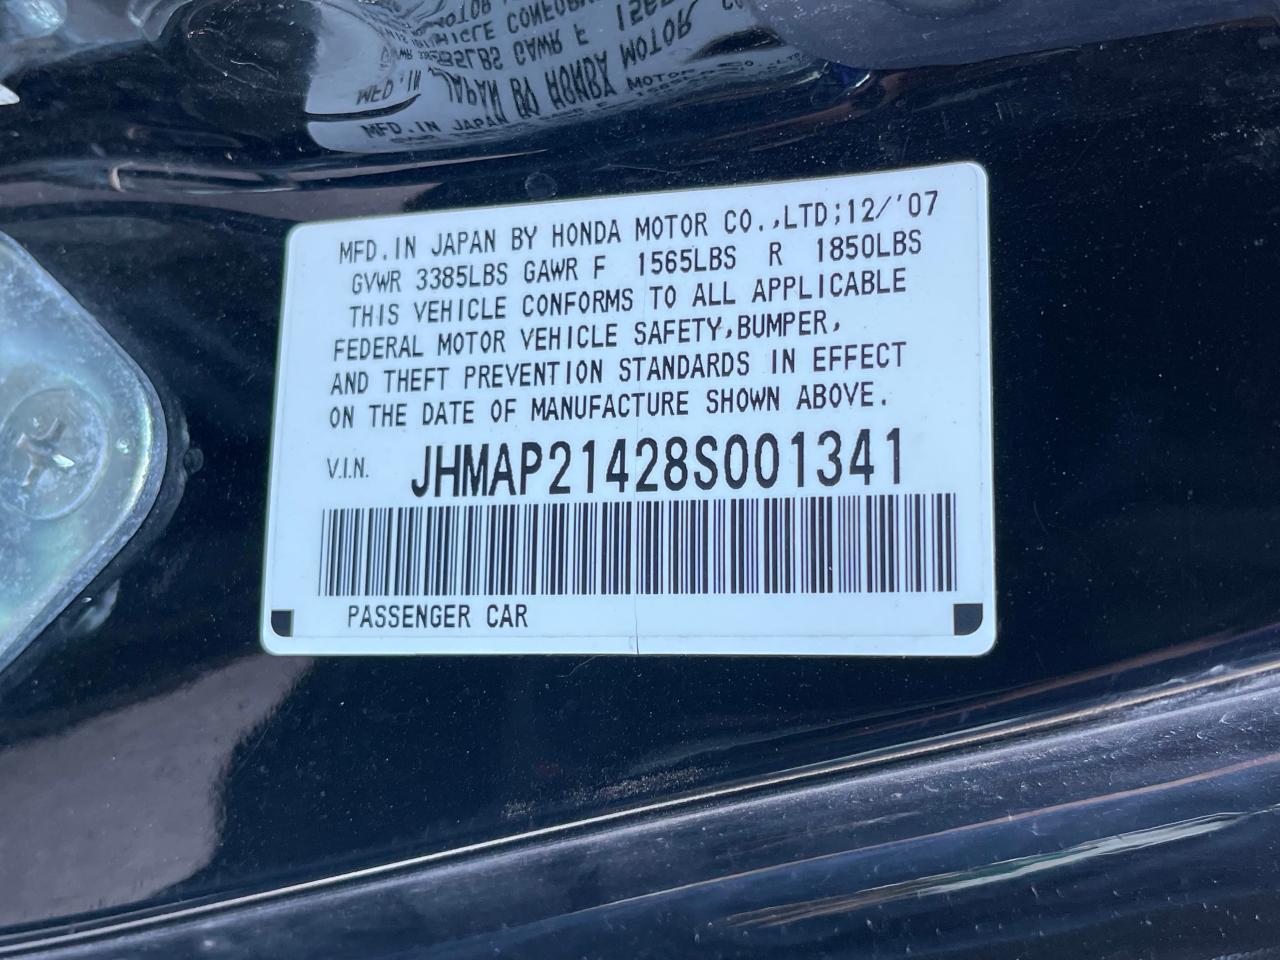 MFD. IN JAPAN BY HONDA MOTOR CO.,LTD;12/'07
GVWR 3385LBS GAWR F 1565LBS R 1850LBS
THIS VEHICLE CONFORMS TO ALL APPLICABLE
FEDERAL MOTOR VEHICLE SAFETY,BUMPER,
AND THEFT PREVENTION STANDARDS IN EFFECT
ON THE DATE OF MANUFACTURE SHOWN ABOVE.
V.I.N. JHMAP21428S001341
PASSENGER CAR